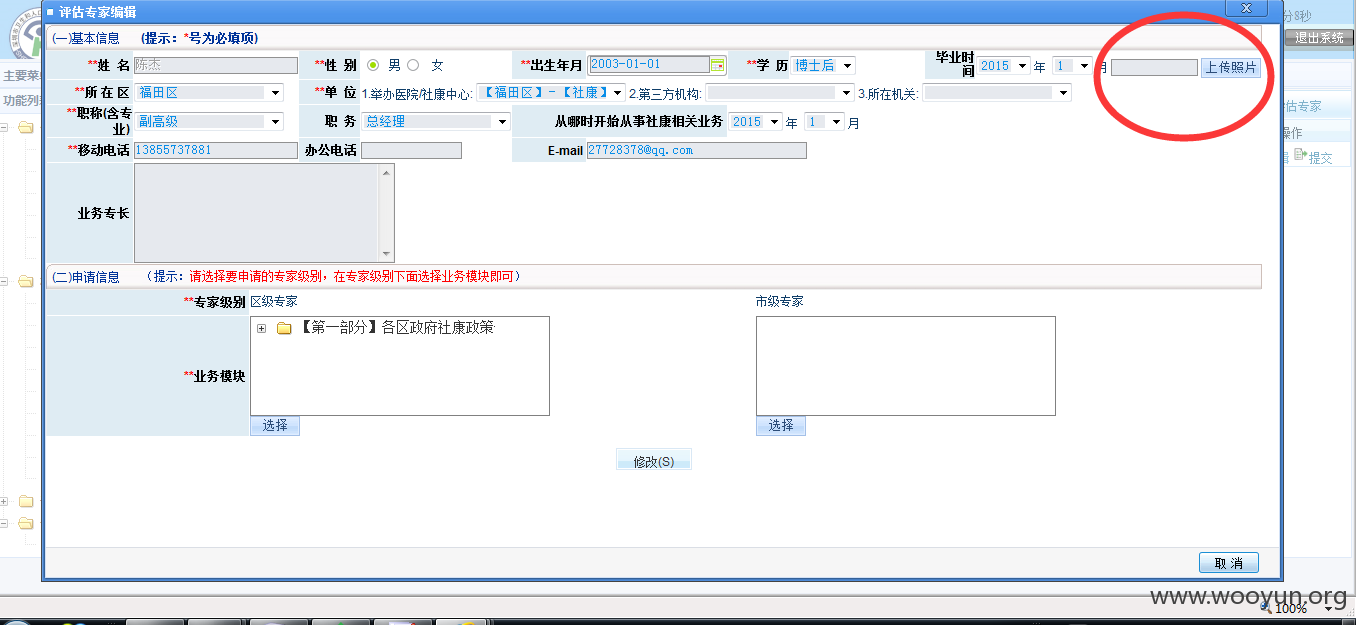 评估专家编辑
分8秒
退出系统
主要菜单
功能列表
估专家
操作
提交
(一)基本信息 (提示：*号为必填项)
**姓 名 陈杰 **性 别 男 女 **出生年月 2003-01-01 **学 历 博士后 毕业时间 2015 年 1 月 上传照片
**所 在 区 福田区 **单 位 1.举办医院/社康中心: 【福田区】-【社康】 2.第三方机构: 3.所在机关:
**职称(含专业) 副高级 职 务 总经理 从哪时开始从事社康相关业务 2015 年 1 月
**移动电话 13855737881 办公电话 E-mail 27728378@qq.com
业务专长
(二)申请信息 （提示：请选择要申请的专家级别，在专家级别下面选择业务模块即可）
**专家级别 区级专家 市级专家
**业务模块 【第一部分】各区政府社康政策
选择 选择
修改(S)
取 消
www.wooyun.org
100%